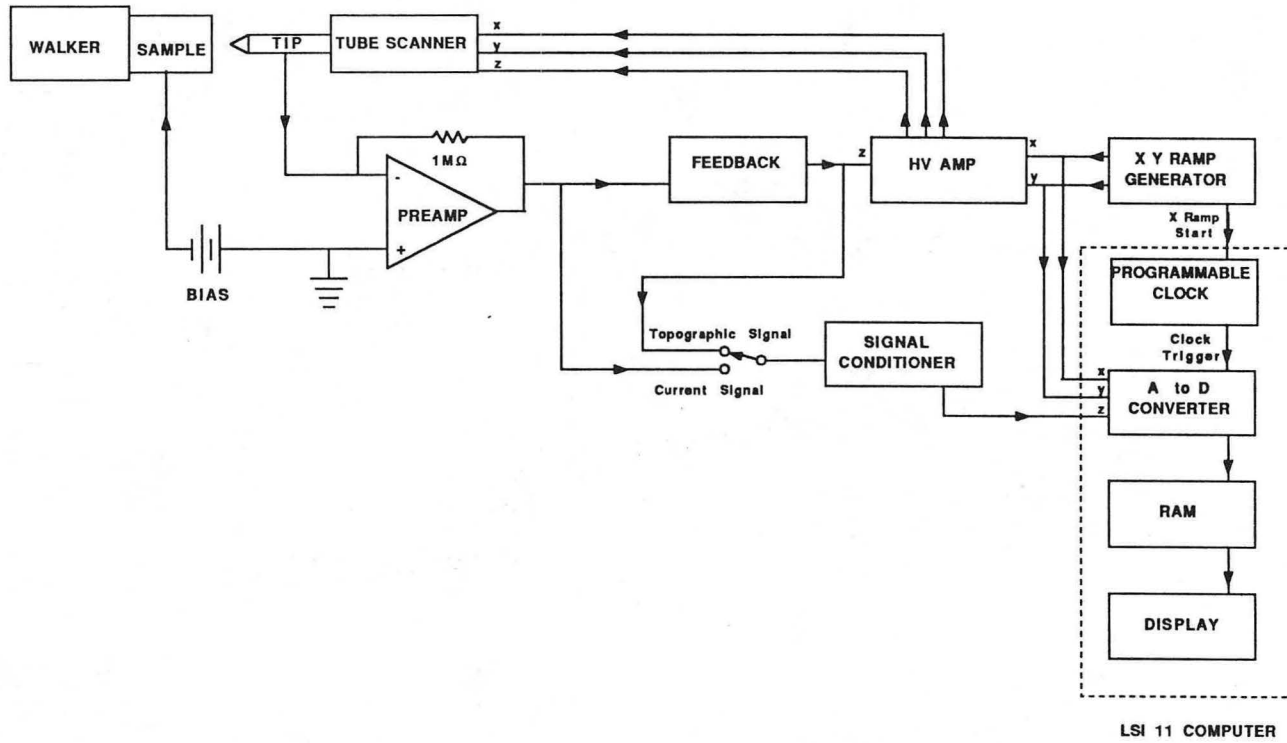 WALKER
SAMPLE
TIP
TUBE SCANNER
x
y
z
1MΩ
-
PREAMP
+
BIAS
FEEDBACK
z
HV AMP
x
y
X Y RAMP
GENERATOR
X Ramp
Start
PROGRAMMABLE
CLOCK
Clock
Trigger
Topographic Signal
Current Signal
SIGNAL
CONDITIONER
x
y
z
A to D
CONVERTER
RAM
DISPLAY
LSI 11 COMPUTER